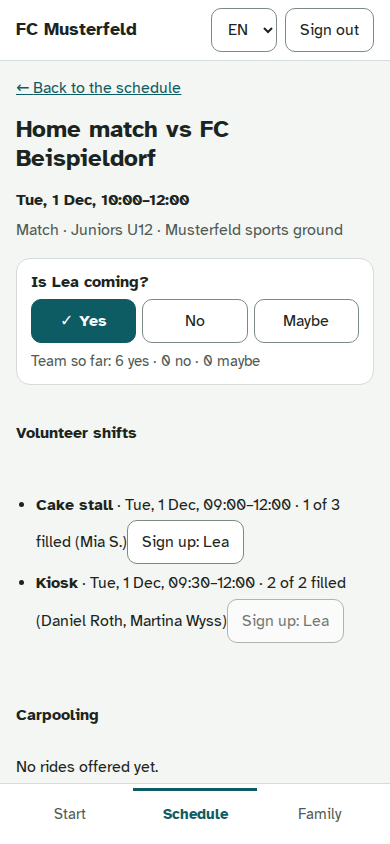 FC Musterfeld
EN
Sign out
← Back to the schedule
Home match vs FC
Beispieldorf
Tue, 1 Dec, 10:00–12:00
Match · Juniors U12 · Musterfeld sports ground
Is Lea coming?
✓ Yes
No
Maybe
Team so far: 6 yes · 0 no · 0 maybe
Volunteer shifts
• Cake stall · Tue, 1 Dec, 09:00–12:00 · 1 of 3
filled (Mia S.) Sign up: Lea
• Kiosk · Tue, 1 Dec, 09:30–12:00 · 2 of 2 filled
(Daniel Roth, Martina Wyss) Sign up: Lea
Carpooling
No rides offered yet.
Start
Schedule
Family